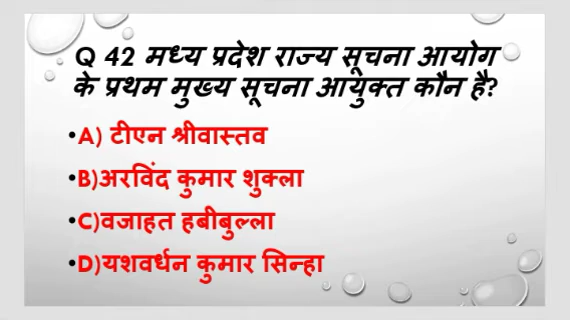 Q 42 मध्य प्रदेश राज्य सूचना आयोग
के प्रथम मुख्य सूचना आयुक्त कौन है?
•A) टीएन श्रीवास्तव
•B)अरविंद कुमार शुक्ला
•C)वजाहत हबीबुल्ला
•D)यशवर्धन कुमार सिन्हा